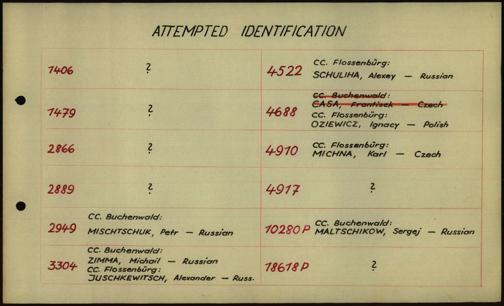 ATTEMPTED IDENTIFICATION
1406 ?
1479 ?
2866 ?
2889 ?
2949 CC. Buchenwald:
MISCHTSCHUK, Petr — Russian
3304 CC. Buchenwald:
ZIMMA, Michail — Russian
CC. Flossenbürg:
JUSCHKEWITSCH, Alexander — Russ.
4522 CC. Flossenbürg:
SCHULIHA, Alexey — Russian
4688 CC. Buchenwald:
CASA, Frantisek — Czech
CC. Flossenbürg:
OZIEWICZ, Ignacy — Polish
4910 CC. Flossenbürg:
MICHNA, Karl — Czech
4917 ?
10280 P CC. Buchenwald:
MALTSCHIKOW, Sergej — Russian
18618 P ?